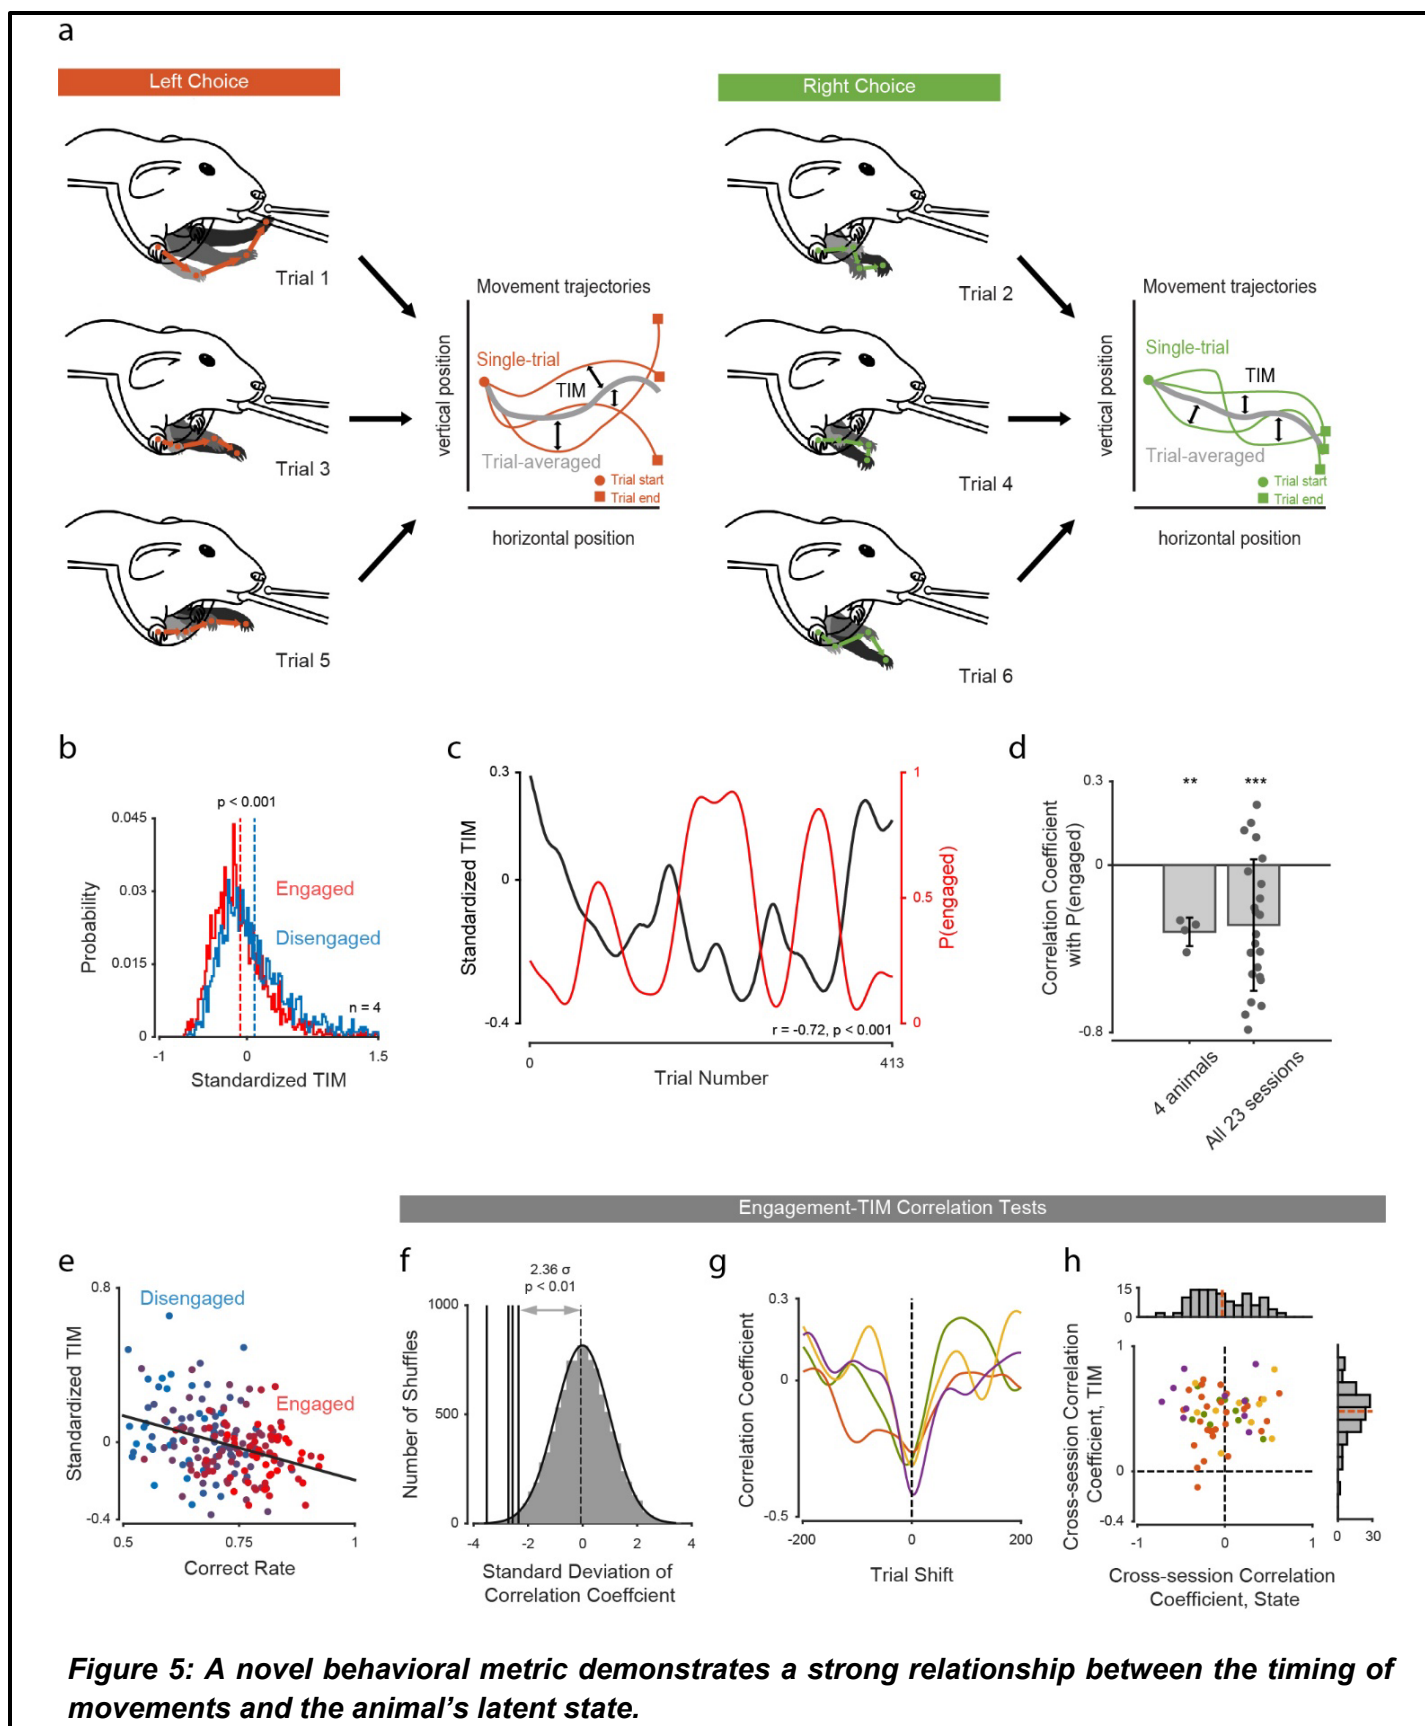 a
Left Choice
Right Choice
Trial 1
Trial 2
Trial 3
Trial 4
Trial 5
Trial 6
Movement trajectories
vertical position
Single-trial
TIM
Trial-averaged
Trial start
Trial end
horizontal position
Movement trajectories
vertical position
Single-trial
TIM
Trial-averaged
Trial start
Trial end
horizontal position
b
p < 0.001
0.045
0.03
0.015
0
Probability
Engaged
Disengaged
n = 4
-1
0
1.5
Standardized TIM
c
0.3
0
-0.4
Standardized TIM
1
0.5
0
P(engaged)
r = -0.72, p < 0.001
0
413
Trial Number
d
0.3
0
-0.8
Correlation Coefficient
with P(engaged)
**
***
4 animals
All 23 sessions
Engagement-TIM Correlation Tests
e
0.8
0
-0.4
Standardized TIM
Disengaged
Engaged
0.5
0.75
1
Correct Rate
f
2.36 σ
p < 0.01
1000
500
0
Number of Shuffles
-4
-2
0
2
4
Standard Deviation of
Correlation Coeffcient
g
0.3
0
-0.5
Correlation Coefficient
-200
0
200
Trial Shift
h
15
0
1
0
-0.4
Cross-session Correlation
Coefficient, TIM
-1
0
1
0
30
Cross-session Correlation
Coefficient, State
Figure 5: A novel behavioral metric demonstrates a strong relationship between the timing of
movements and the animal's latent state.